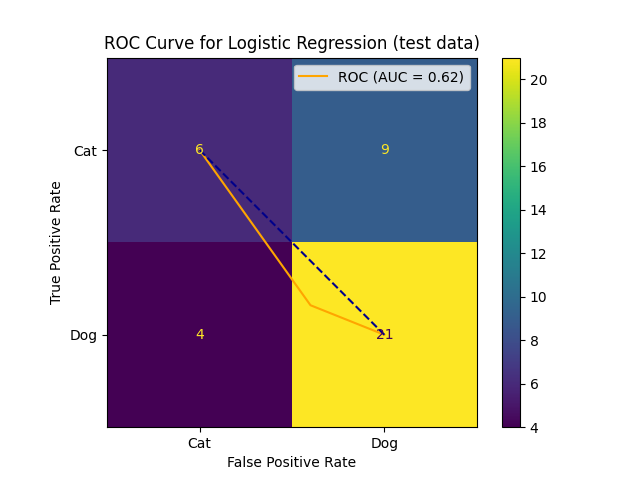 ROC Curve for Logistic Regression (test data)
ROC (AUC = 0.62)
True Positive Rate
Cat
Dog
6
9
4
21
Cat
Dog
False Positive Rate
20
18
16
14
12
10
8
6
4